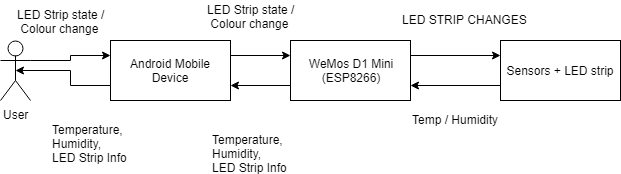 LED Strip state /
Colour change
LED Strip state /
Colour change
LED STRIP CHANGES
Android Mobile
Device
WeMos D1 Mini
(ESP8266)
Sensors + LED strip
User
Temperature,
Humidity,
LED Strip Info
Temperature,
Humidity,
LED Strip Info
Temp / Humidity